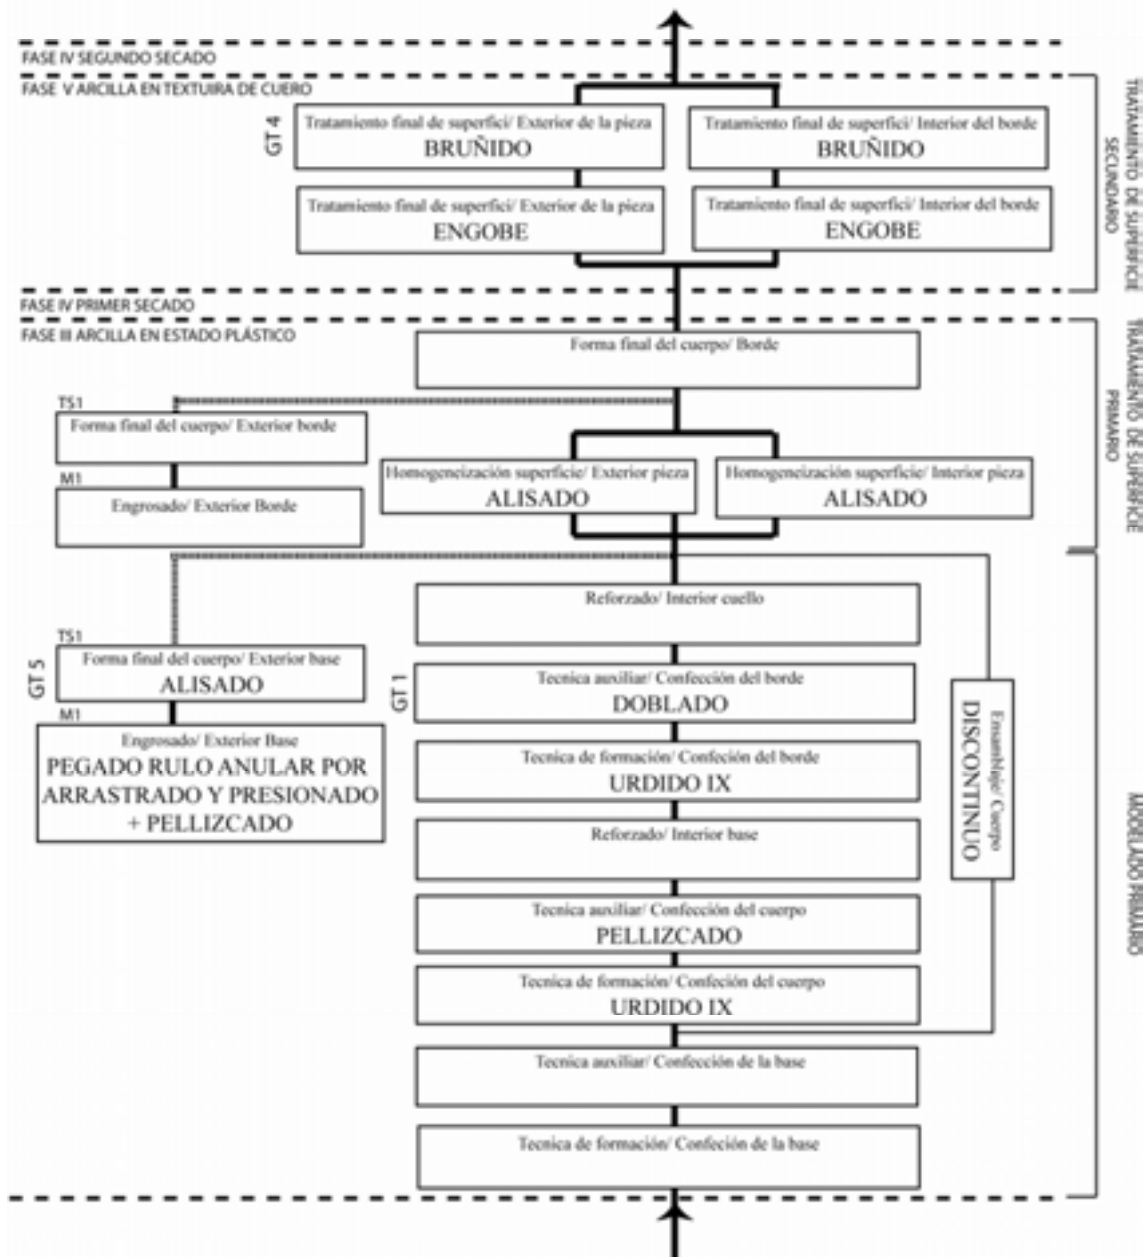 FASE IV SEGUNDO SECADO
FASE V ARCILLA EN TEXTUIRA DE CUERO
GT 4
Tratamiento final de superfici/ Exterior de la pieza
BRUÑIDO
Tratamiento final de superfici/ Interior del borde
BRUÑIDO
Tratamiento final de superfici/ Exterior de la pieza
ENGOBE
Tratamiento final de superfici/ Interior del borde
ENGOBE
TRATAMIENTO DE SUPERFICIE
SECUNDARIO
FASE IV PRIMER SECADO
FASE III ARCILLA EN ESTADO PLÁSTICO
Forma final del cuerpo/ Borde
TS1
Forma final del cuerpo/ Exterior borde
M1
Engrosado/ Exterior Borde
Homogeneización superficie/ Exterior pieza
ALISADO
Homogeneización superficie/ Interior pieza
ALISADO
TRATAMIENTO DE SUPERFICIE
PRIMARIO
Reforzado/ Interior cuello
GT 5
TS1
Forma final del cuerpo/ Exterior base
ALISADO
M1
Engrosado/ Exterior Base
PEGADO RULO ANULAR POR
ARRASTRADO Y PRESIONADO
+ PELLIZCADO
GT 1
Tecnica auxiliar/ Confección del borde
DOBLADO
Tecnica de formación/ Confeción del borde
URDIDO IX
Reforzado/ Interior base
Tecnica auxiliar/ Confección del cuerpo
PELLIZCADO
Tecnica de formación/ Confeción del cuerpo
URDIDO IX
Tecnica auxiliar/ Confección de la base
Tecnica de formación/ Confeción de la base
Ensamblaje/ Cuerpo
DISCONTINUO
MODELADO PRIMARIO